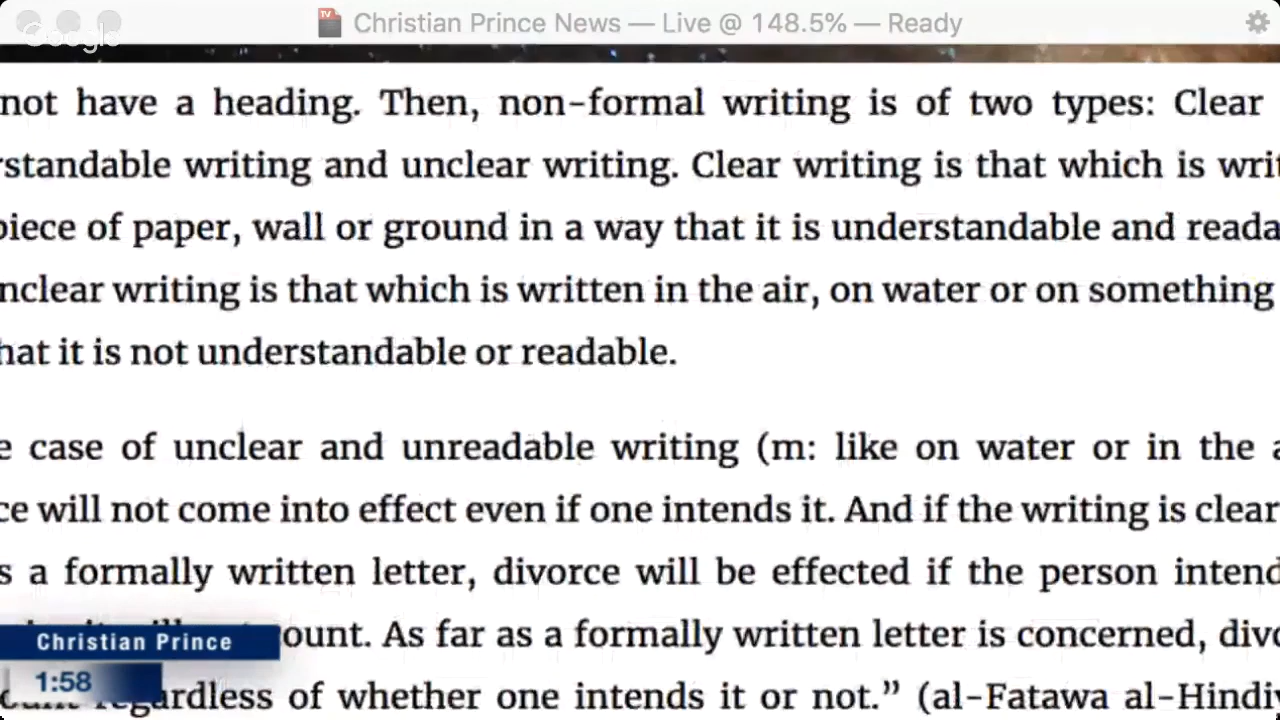 Christian Prince News — Live @ 148.5% — Ready
Google
not have a heading. Then, non-formal writing is of two types: Clear
rstandable writing and unclear writing. Clear writing is that which is writ
piece of paper, wall or ground in a way that it is understandable and reada
nclear writing is that which is written in the air, on water or on something
hat it is not understandable or readable.
e case of unclear and unreadable writing (m: like on water or in the a
ce will not come into effect even if one intends it. And if the writing is clear
s a formally written letter, divorce will be effected if the person intend
ount. As far as a formally written letter is concerned, divo
regardless of whether one intends it or not.” (al-Fatawa al-Hindiy
Christian Prince
1:58